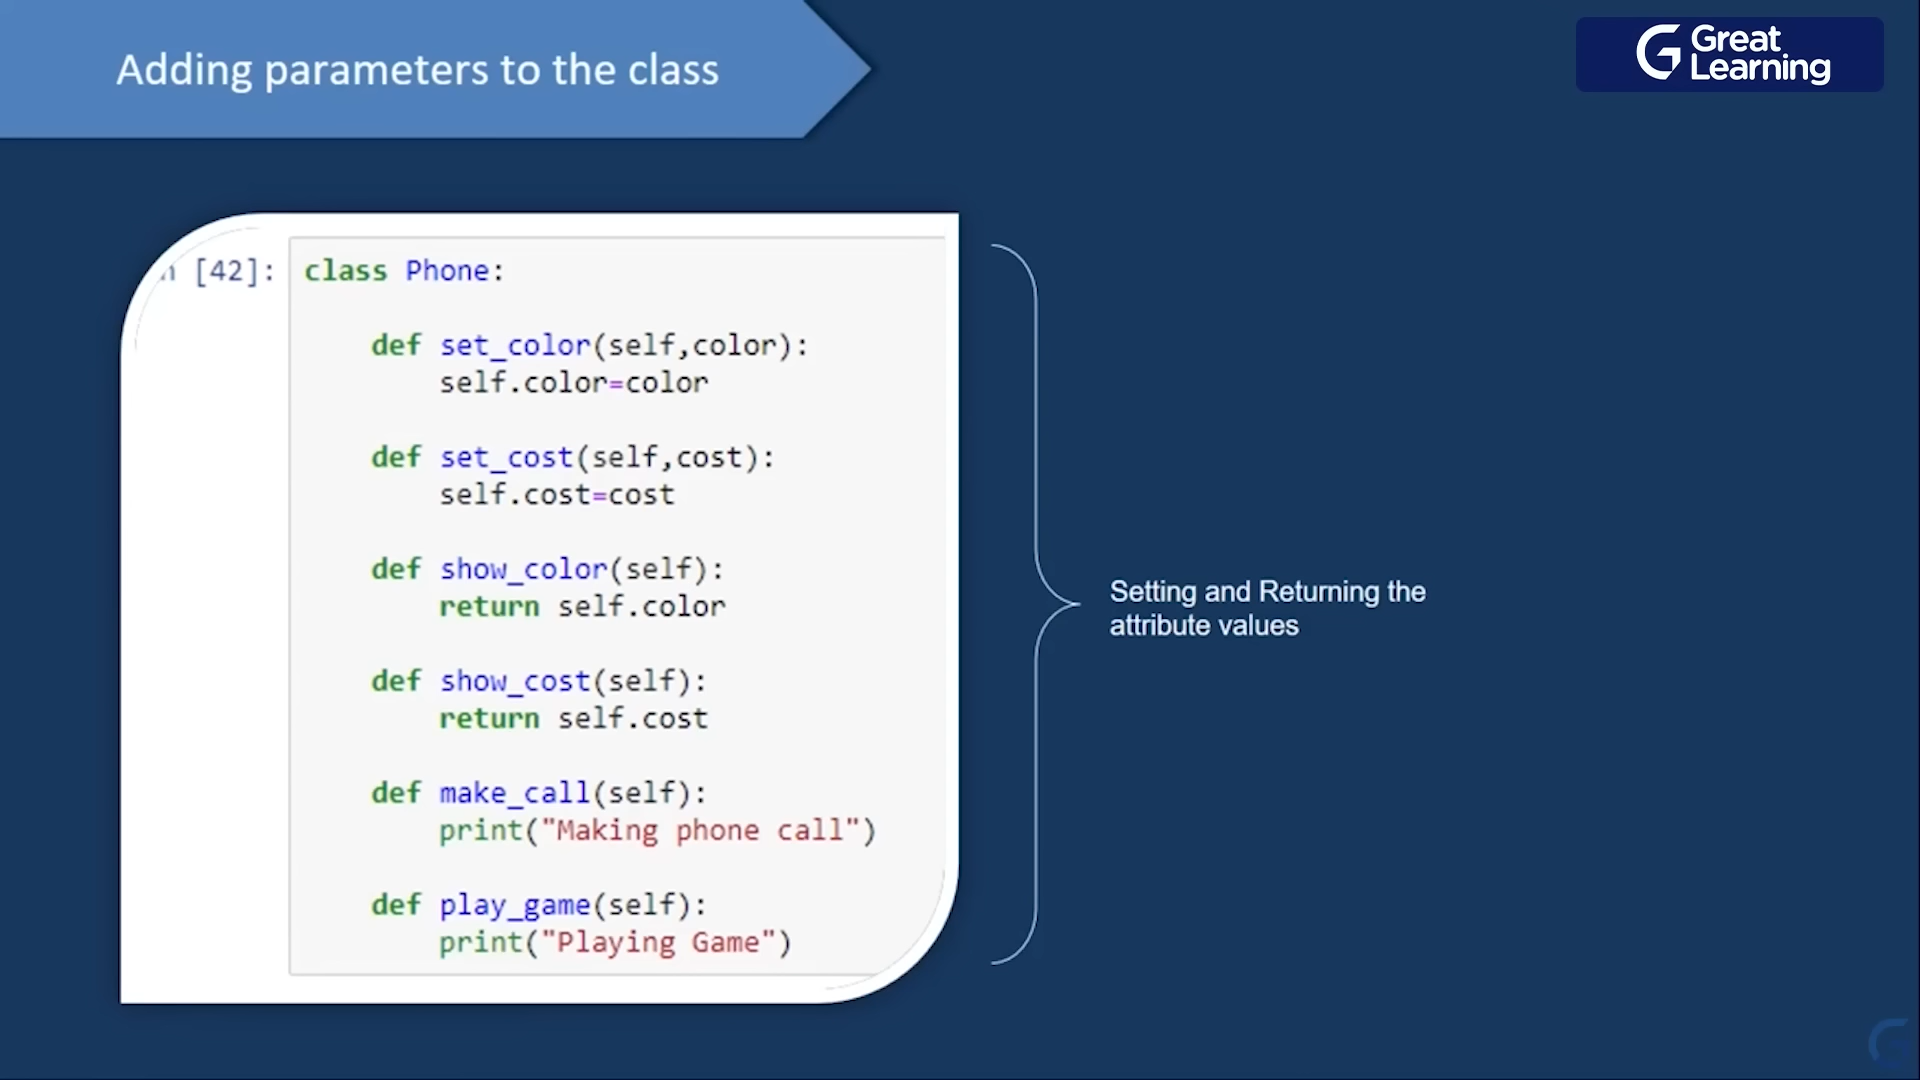 Adding parameters to the class
Great
Learning
n [42]:
class Phone:
def set_color(self,color):
self.color=color
def set_cost(self,cost):
self.cost=cost
def show_color(self):
return self.color
def show_cost(self):
return self.cost
def make_call(self):
print("Making phone call")
def play_game(self):
print("Playing Game")
Setting and Returning the
attribute values